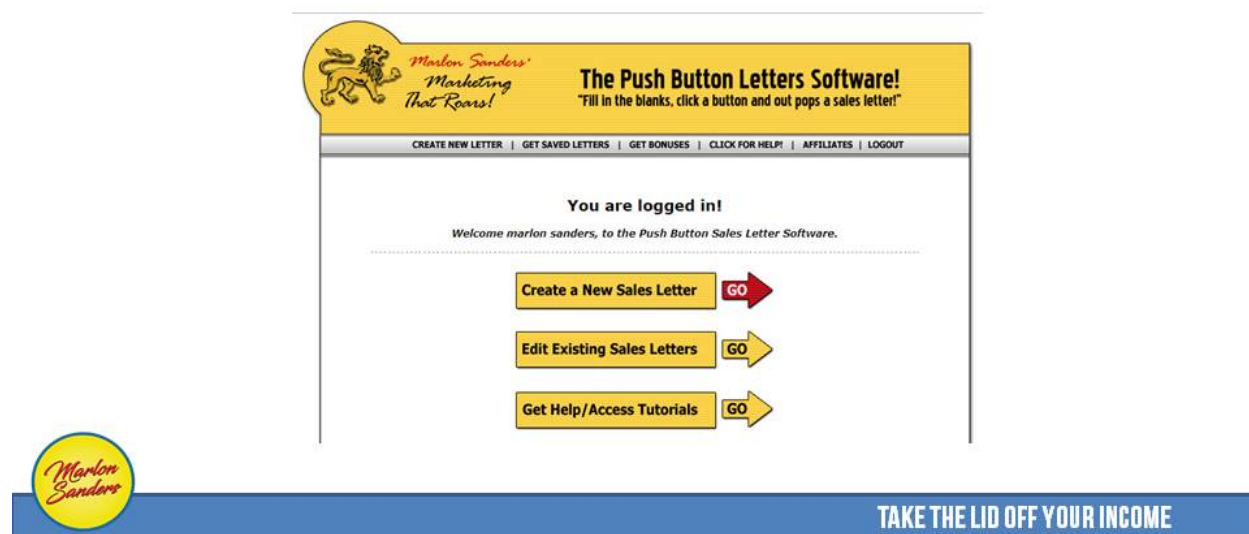 Marlon Sanders'
Marketing
That Roars!
The Push Button Letters Software!
"Fill in the blanks, click a button and out pops a sales letter!"
CREATE NEW LETTER | GET SAVED LETTERS | GET BONUSES | CLICK FOR HELP! | AFFILIATES | LOGOUT
You are logged in!
Welcome marlon sanders, to the Push Button Sales Letter Software.
Create a New Sales Letter GO
Edit Existing Sales Letters GO
Get Help/Access Tutorials GO
Marlon
Sanders
TAKE THE LID OFF YOUR INCOME